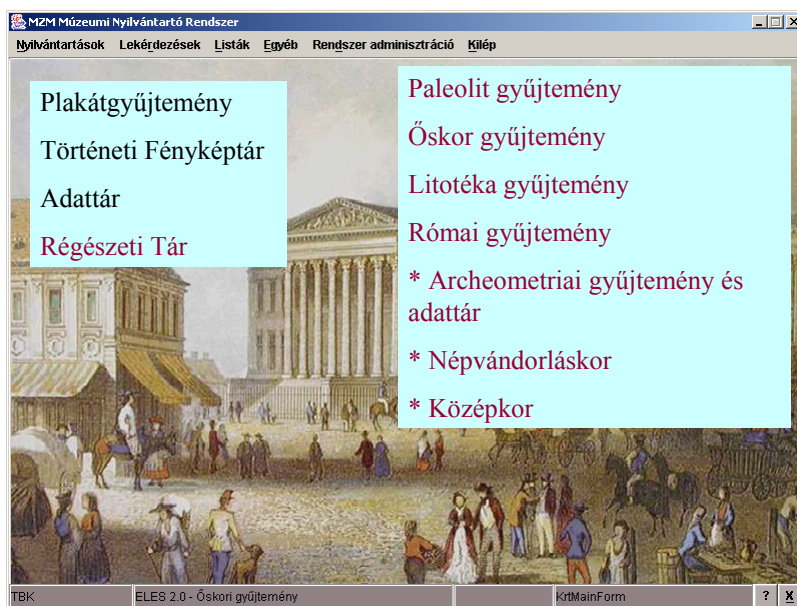 MZM Múzeumi Nyilvántartó Rendszer
Nyilvántartások Lekérdezések Listák Egyéb Rendszer adminisztráció Kilép
Plakátgyűjtemény
Történeti Fényképtár
Adattár
Régészeti Tár
Paleolit gyűjtemény
Őskor gyűjtemény
Litotéka gyűjtemény
Római gyűjtemény
* Archeometriai gyűjtemény és
adattár
* Népvándorláskor
* Középkor
TBK ELES 2.0 - Őskori gyűjtemény KrtMainForm ? X